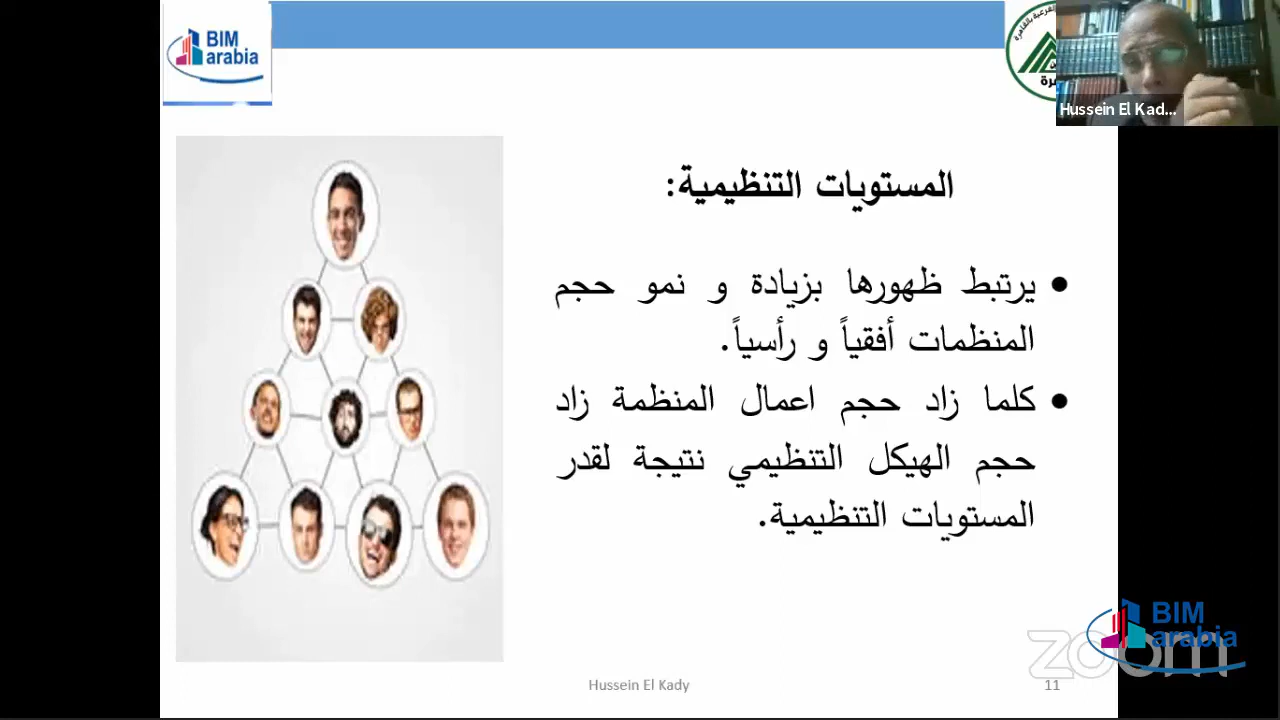 BIM
arabia
Hussein El Kad...
المستويات التنظيمية:
• يرتبط ظهورها بزيادة و نمو حجم
المنظمات أفقياً و رأسياً.
• كلما زاد حجم اعمال المنظمة زاد
حجم الهيكل التنظيمي نتيجة لقدر
المستويات التنظيمية.
BIM
arabia
zoom
Hussein El Kady
11